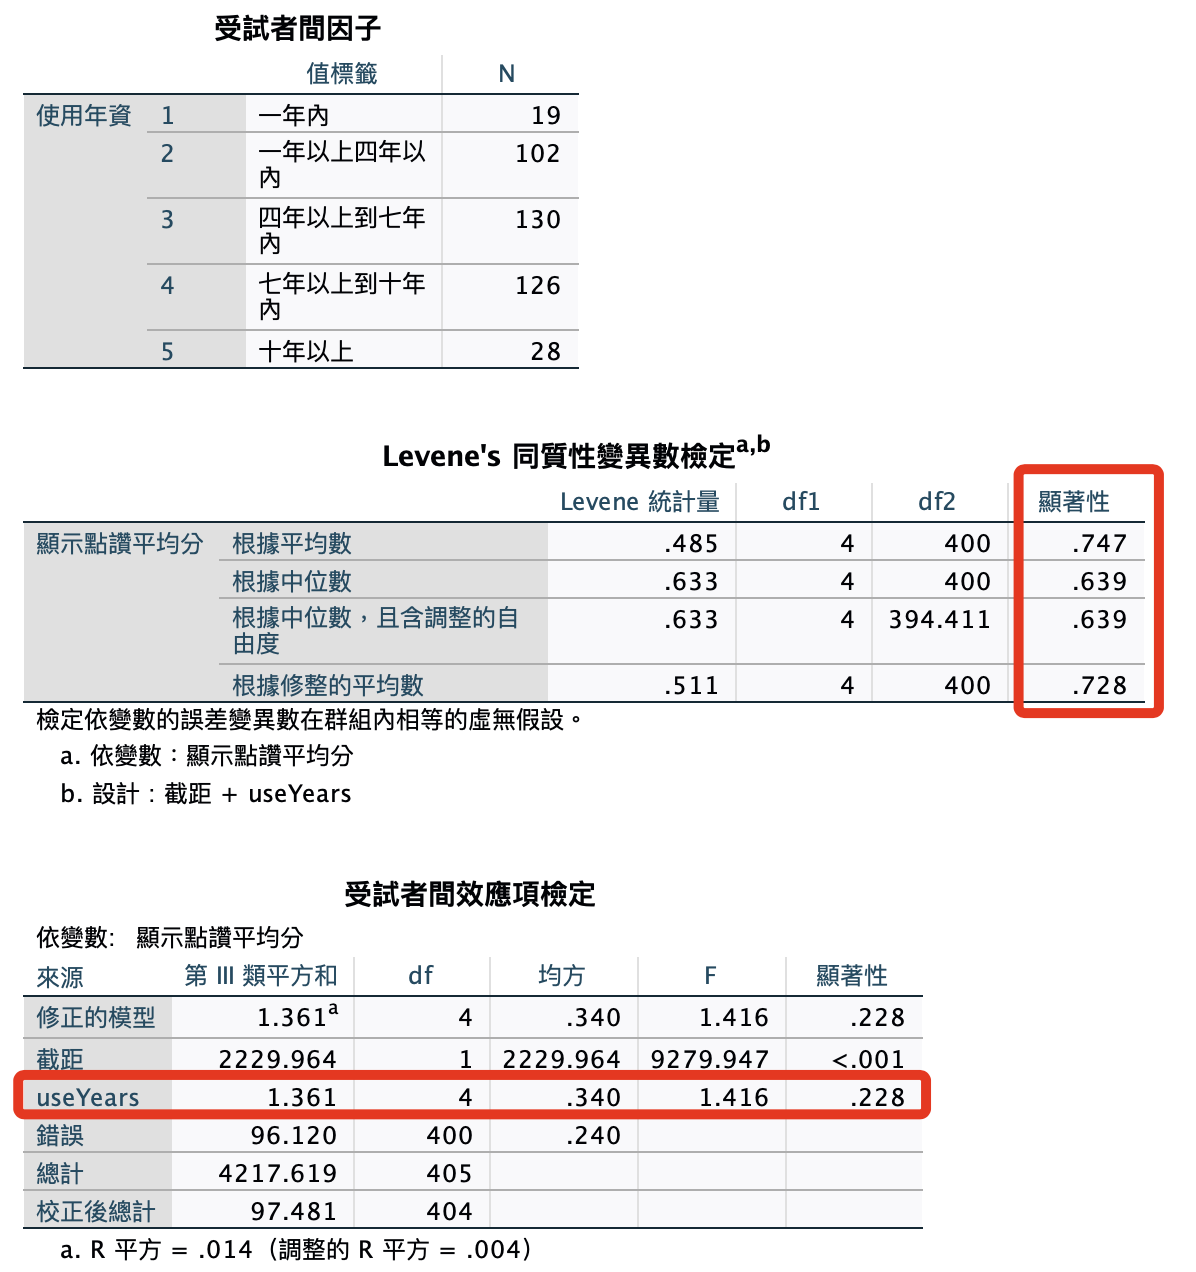 受試者間因子
值標籤 N
使用年資 1 一年內 19
2 一年以上四年以
內 102
3 四年以上到七年
內 130
4 七年以上到十年
內 126
5 十年以上 28
Levene's 同質性變異數檢定a,b
Levene 統計量 df1 df2 顯著性
顯示點讚平均分 根據平均數 .485 4 400 .747
根據中位數 .633 4 400 .639
根據中位數，且含調整的自
由度 .633 4 394.411 .639
根據修整的平均數 .511 4 400 .728
檢定依變數的誤差變異數在群組內相等的虛無假設。
a. 依變數：顯示點讚平均分
b. 設計：截距 + useYears
受試者間效應項檢定
依變數: 顯示點讚平均分
來源 第 III 類平方和 df 均方 F 顯著性
修正的模型 1.361a 4 .340 1.416 .228
截距 2229.964 1 2229.964 9279.947 <.001
useYears 1.361 4 .340 1.416 .228
錯誤 96.120 400 .240
總計 4217.619 405
校正後總計 97.481 404
a. R 平方 = .014（調整的 R 平方 = .004）